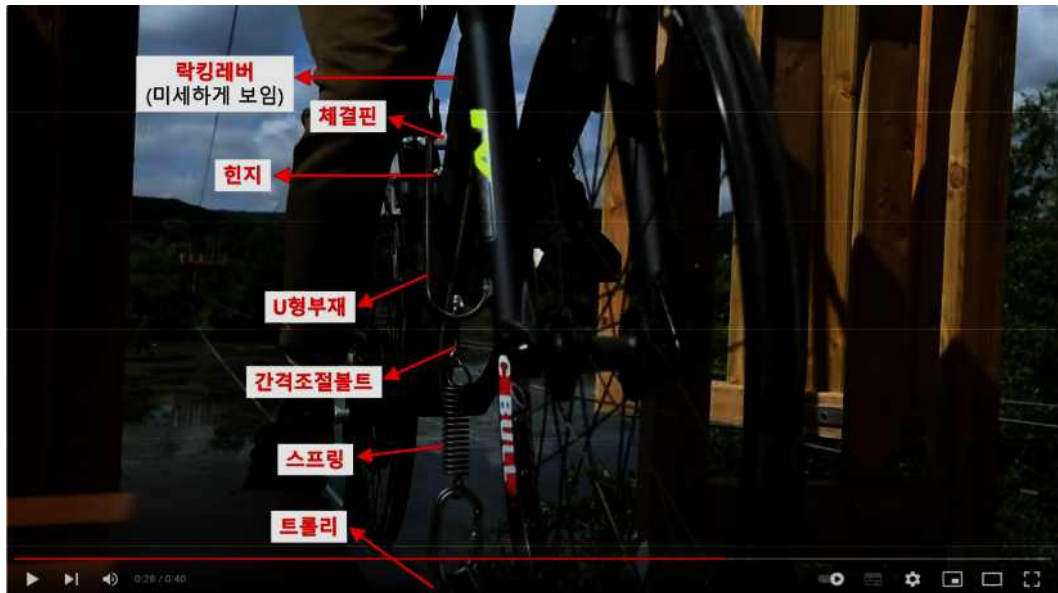 락킹레버
(미세하게 보임)
체결핀
힌지
U형부재
간격조절볼트
스프링
BULL
트롤리
0:28 / 0:40